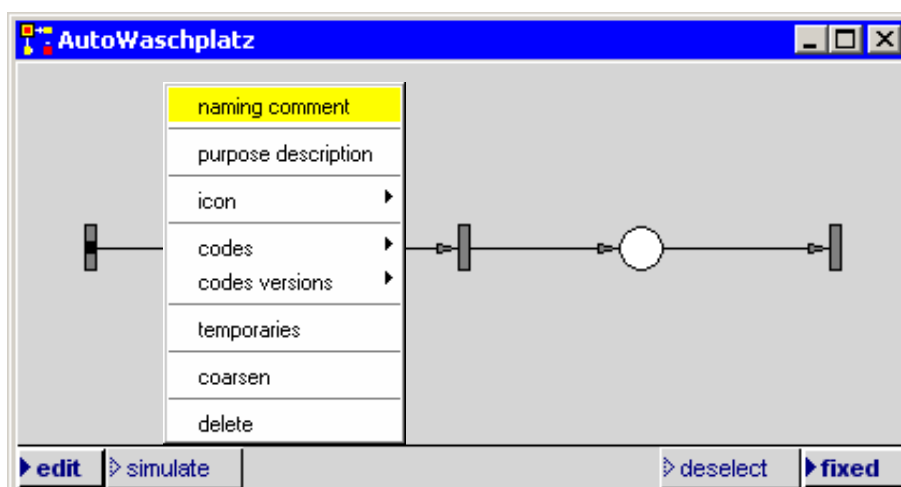 AutoWaschplatz
naming comment
purpose description
icon
codes
codes versions
temporaries
coarsen
delete
edit simulate deselect fixed